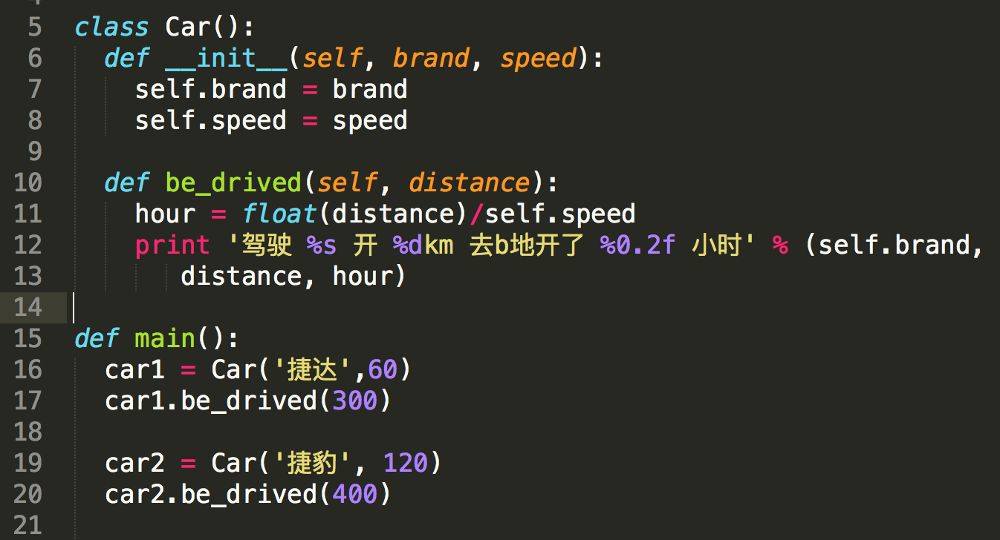 5 class Car():
6   def __init__(self, brand, speed):
7     self.brand = brand
8     self.speed = speed
9
10   def be_drived(self, distance):
11     hour = float(distance)/self.speed
12     print '驾驶 %s 开 %dkm 去b地开了 %0.2f 小时' % (self.brand,
13        distance, hour)
14
15 def main():
16   car1 = Car('捷达',60)
17   car1.be_drived(300)
18
19   car2 = Car('捷豹', 120)
20   car2.be_drived(400)
21